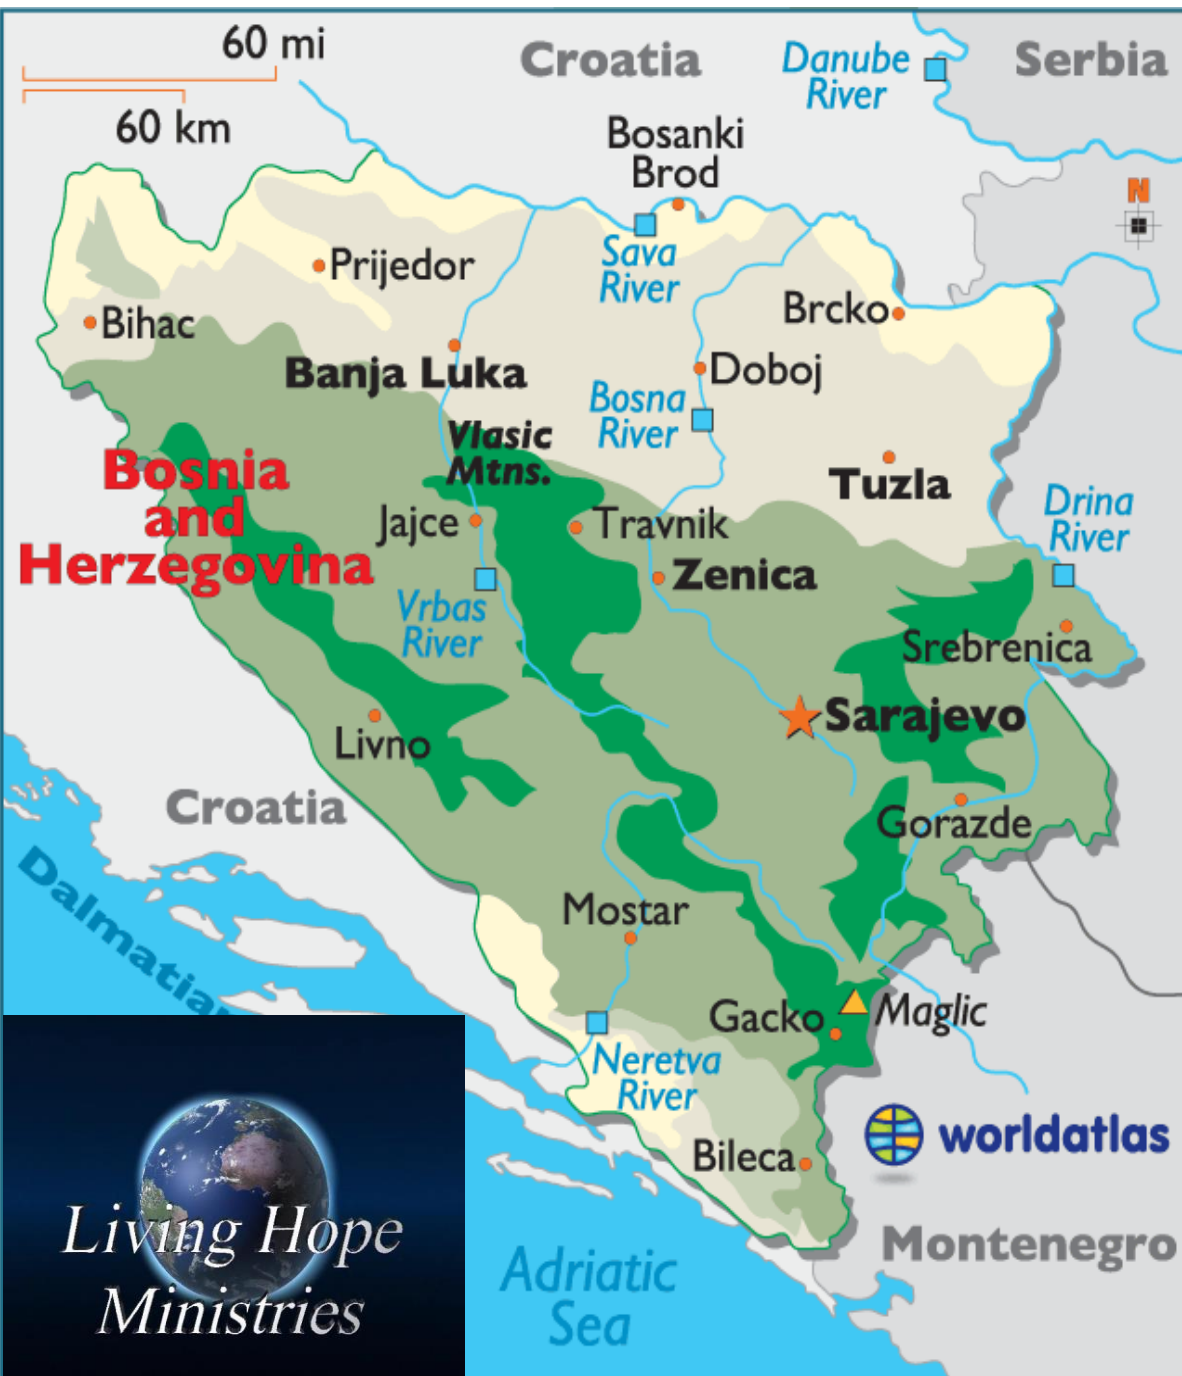 60 mi
60 km
Croatia
Danube
River
Serbia
Bosanki
Brod
N
Sava
River
Prijedor
Brcko
Bihac
Banja Luka
Doboj
Bosna
River
Vlasic
Mtns.
Tuzla
Bosnia
and
Herzegovina
Drina
River
Jajce
Travnik
Zenica
Vrbas
River
Srebrenica
Sarajevo
Livno
Croatia
Gorazde
Dalmatian
Mostar
Gacko
Maglic
Neretva
River
worldatlas
Bileca
Montenegro
Adriatic
Sea
Living Hope
Ministries